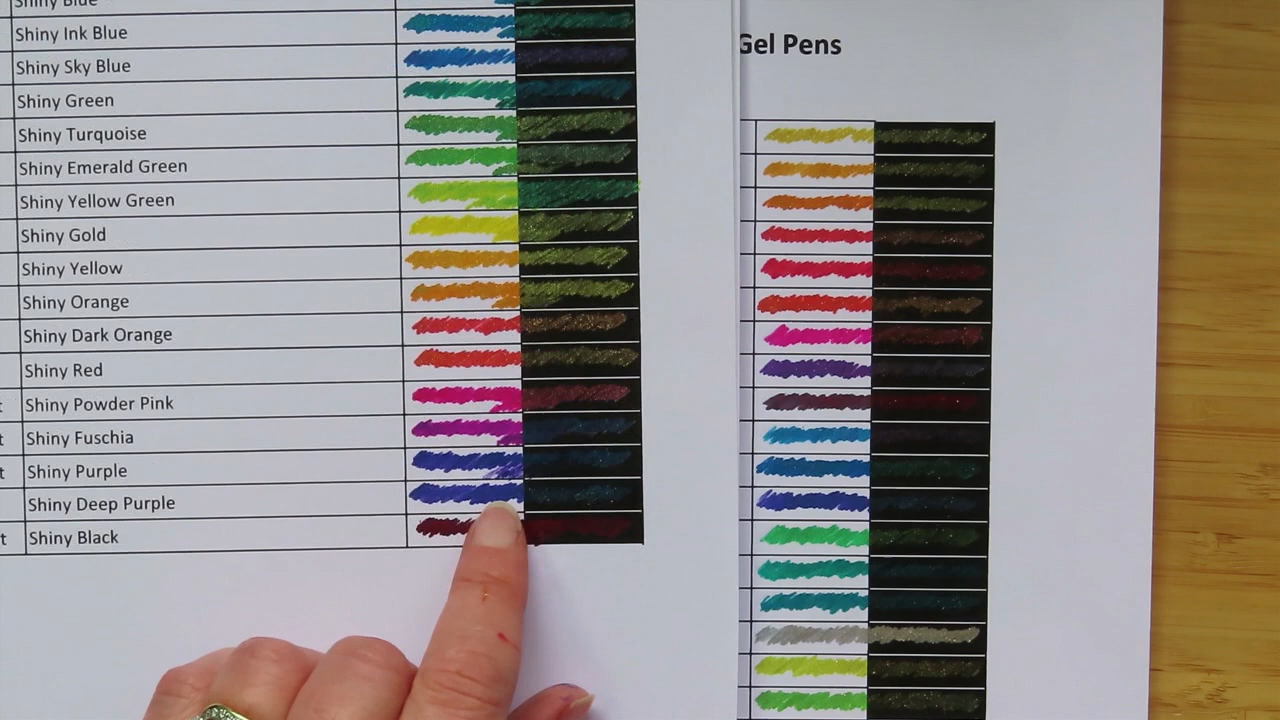 Shiny Blue
Shiny Ink Blue
Shiny Sky Blue
Shiny Green
Shiny Turquoise
Shiny Emerald Green
Shiny Yellow Green
Shiny Gold
Shiny Yellow
Shiny Orange
Shiny Dark Orange
Shiny Red
t Shiny Powder Pink
t Shiny Fuschia
t Shiny Purple
Shiny Deep Purple
t Shiny Black
Gel Pens